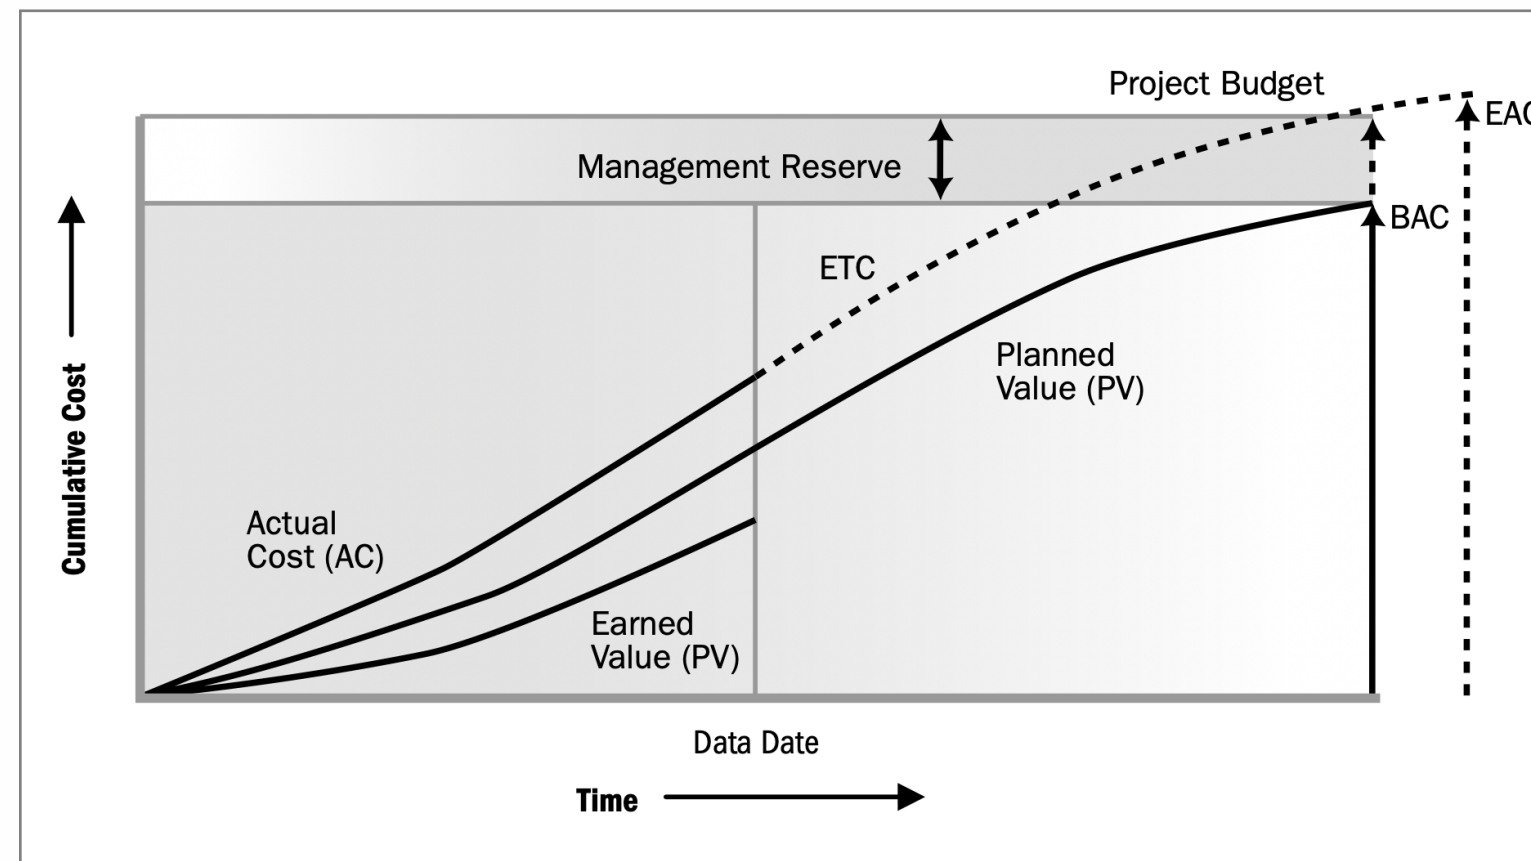 Project Budget
EAC
Management Reserve
BAC
ETC
Planned
Value (PV)
Cumulative Cost
Actual
Cost (AC)
Earned
Value (PV)
Data Date
Time